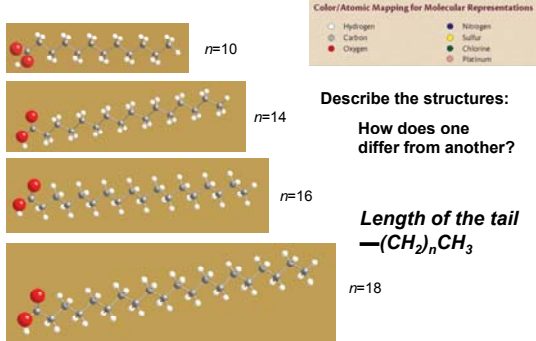 Color/Atomic Mapping for Molecular Representations
Hydrogen
Carbon
Oxygen
Nitrogen
Sulfur
Chlorine
Platinum
n=10
n=14
n=16
n=18
Describe the structures:
How does one
differ from another?
Length of the tail
—(CH₂)ₙCH₃